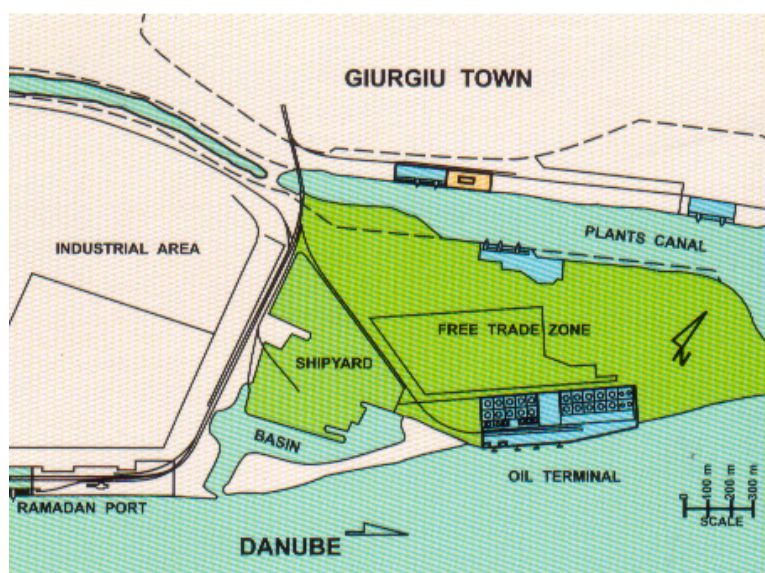 GIURGIU TOWN
PLANTS CANAL
INDUSTRIAL AREA
FREE TRADE ZONE
N
SHIPYARD
BASIN
OIL TERMINAL
RAMADAN PORT
0
100 m
200 m
300 m
SCALE
DANUBE